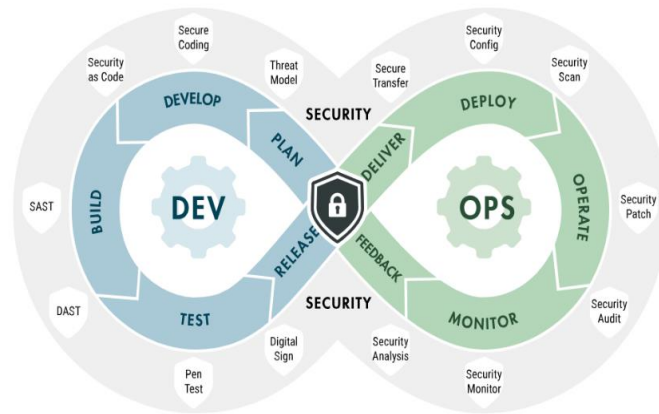 Secure
Coding
Security
as Code
Threat
Model
Secure
Transfer
Security
Config
Security
Scan
SECURITY
DEVELOP
PLAN
DELIVER
DEPLOY
BUILD
DEV
OPS
OPERATE
SAST
Security
Patch
RELEASE
FEEDBACK
DAST
TEST
SECURITY
MONITOR
Security
Audit
Digital
Sign
Security
Analysis
Pen
Test
Security
Monitor